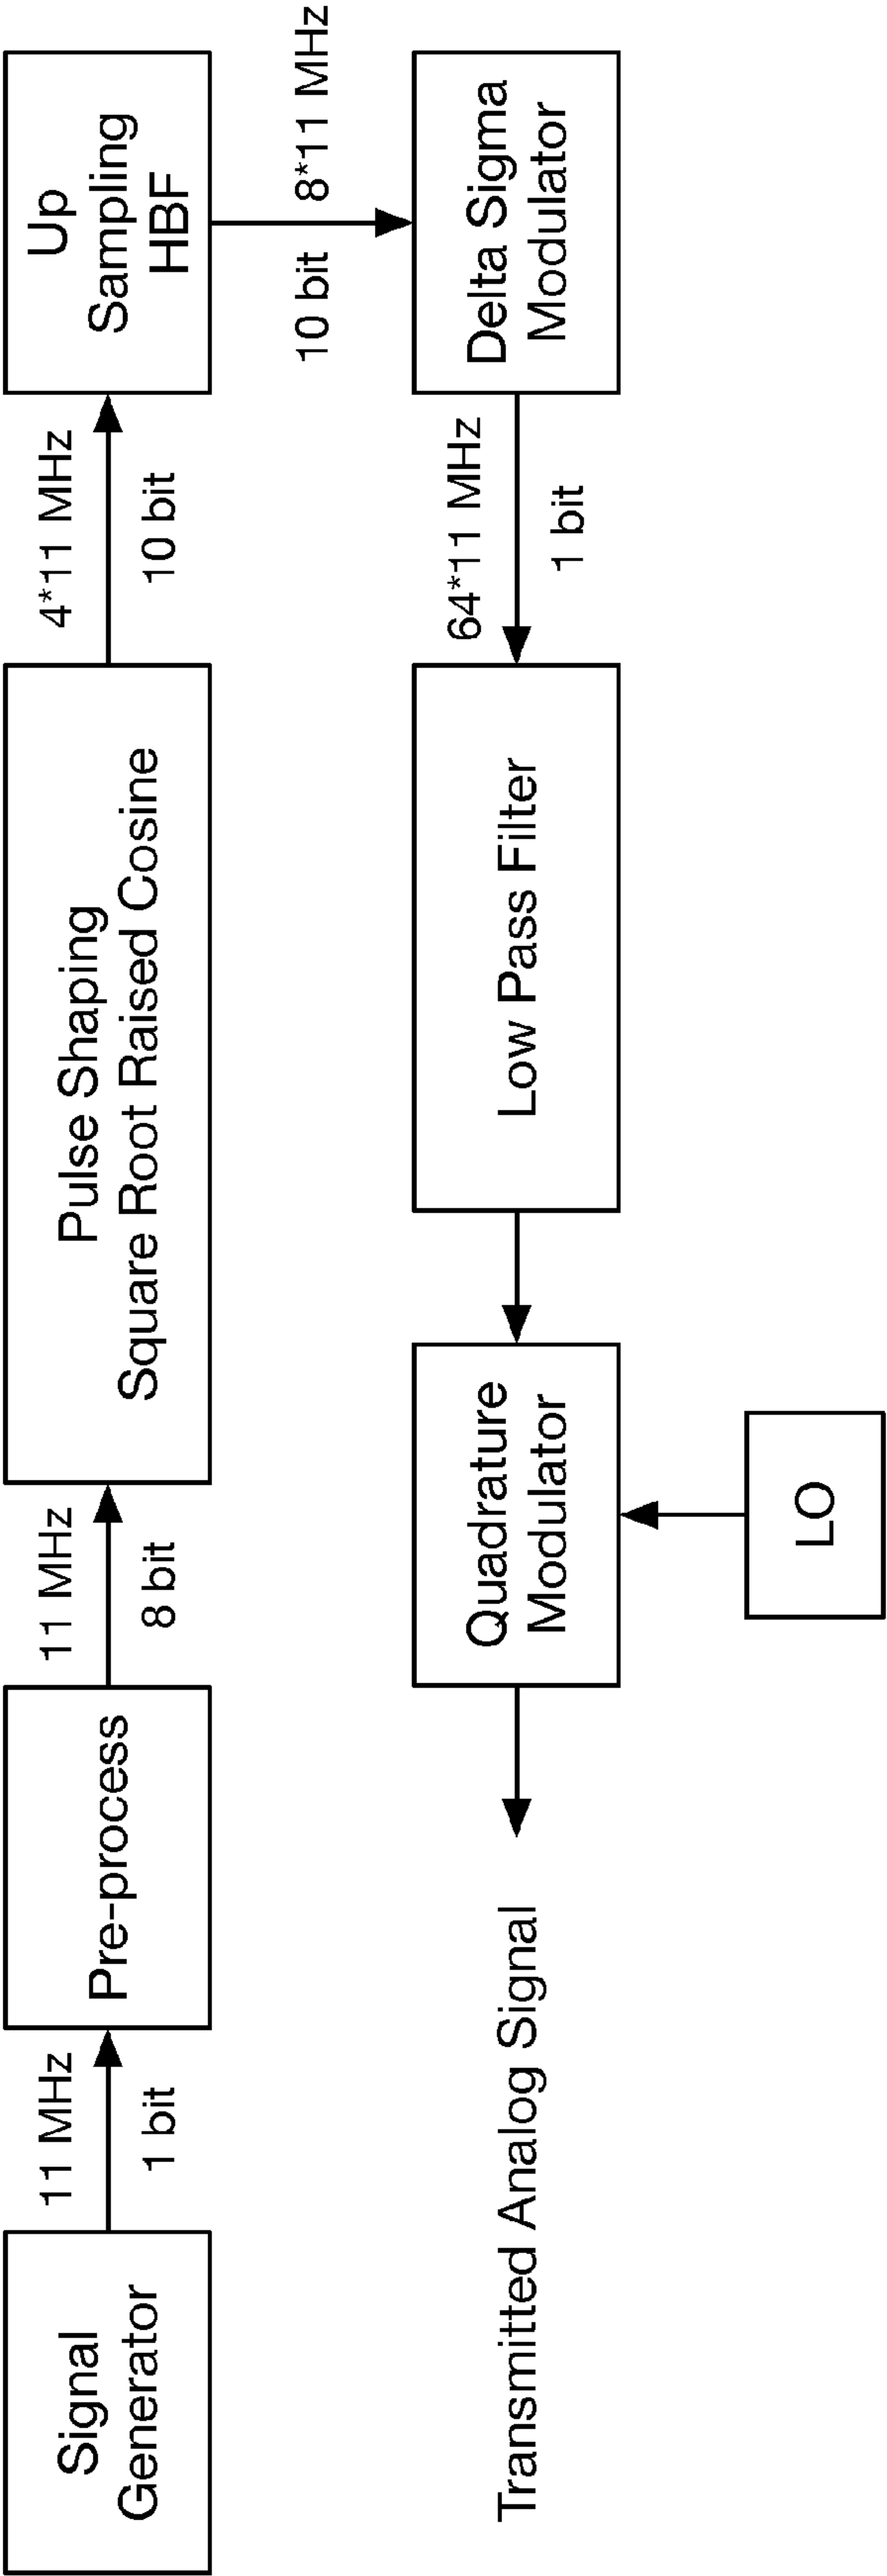 Signal
Generator
11 MHz
1 bit
Pre-process
11 MHz
8 bit
Pulse Shaping
Square Root Raised Cosine
4*11 MHz
10 bit
Up
Sampling
HBF
8*11 MHz
10 bit
Delta Sigma
Modulator
64*11 MHz
1 bit
Low Pass Filter
Quadrature
Modulator
LO
Transmitted Analog Signal